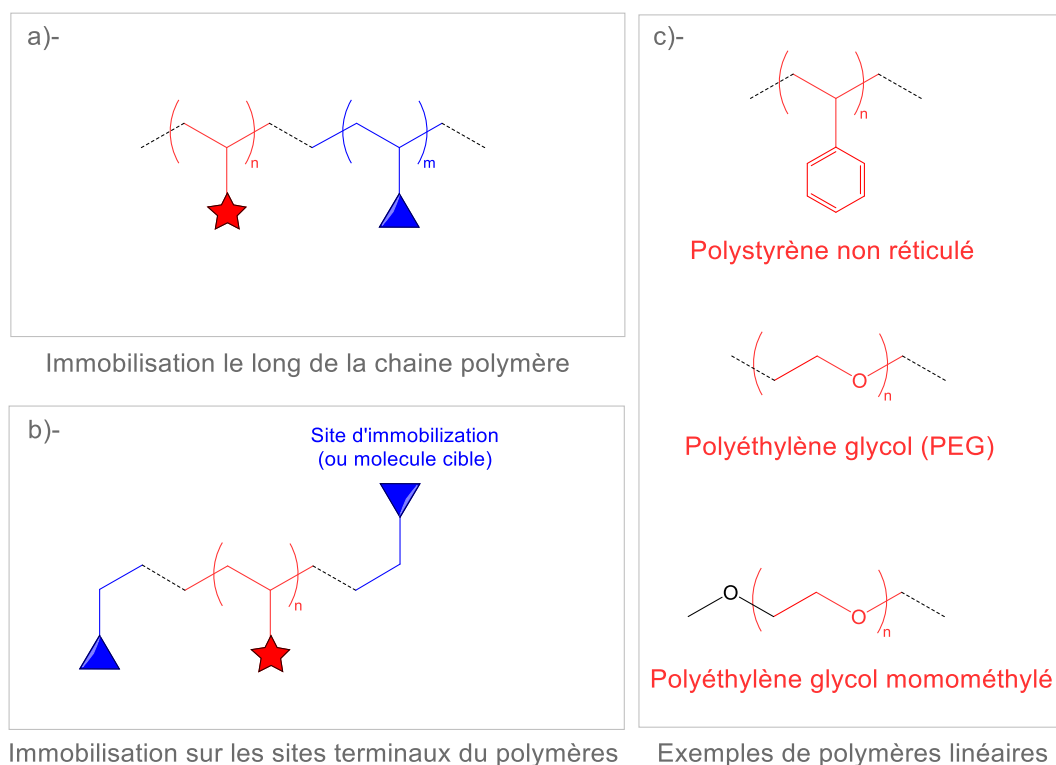 a)-
n
m
Immobilisation le long de la chaine polymère
b)-
Site d'immobilization
(ou molecule cible)
n
Immobilisation sur les sites terminaux du polymères
c)-
n
Polystyrène non réticulé
O
n
Polyéthylène glycol (PEG)
O
O
n
Polyéthylène glycol momométhylé
Exemples de polymères linéaires